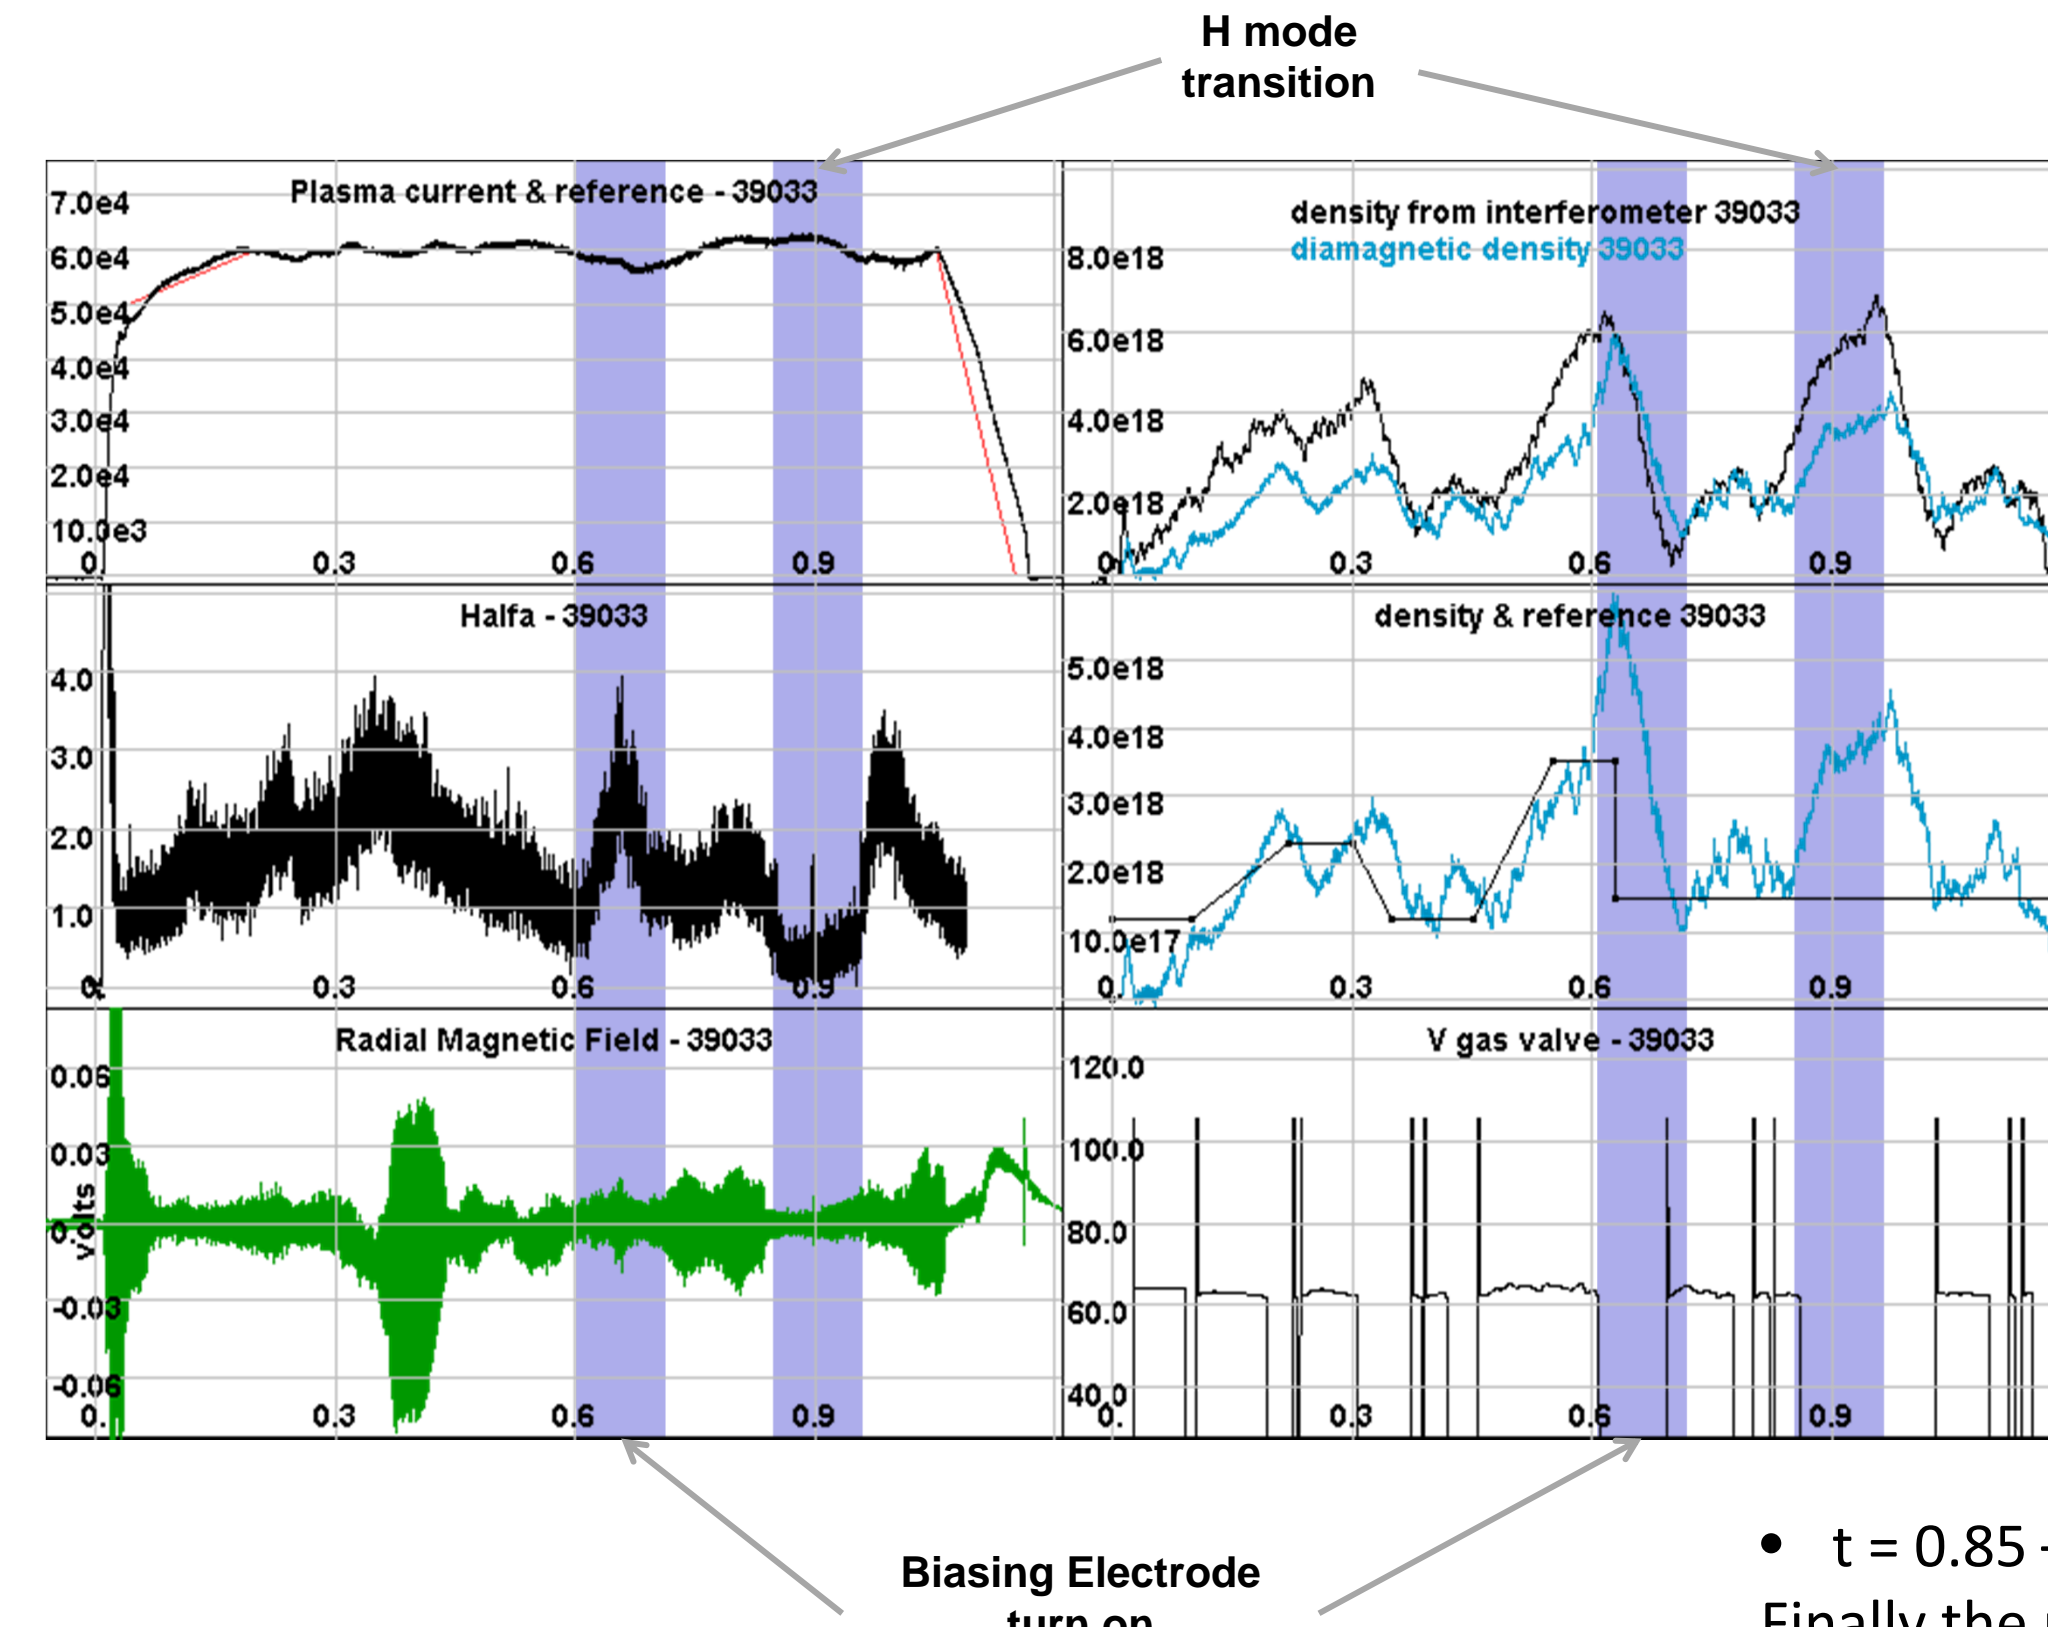 H mode
transition
Plasma current & reference - 39033
7.0e4
6.0e4
5.0e4
4.0e4
3.0e4
2.0e4
10.0e3
0. 0.3 0.6 0.9
density from interferometer 39033
diamagnetic density 39033
8.0e18
6.0e18
4.0e18
2.0e18
0. 0.3 0.6 0.9
Halfa - 39033
4.0
3.0
2.0
1.0
0. 0.3 0.6 0.9
density & reference 39033
5.0e18
4.0e18
3.0e18
2.0e18
10.0e17
0. 0.3 0.6 0.9
Radial Magnetic Field - 39033
0.06
0.03
0.0
-0.03
-0.06
volts
0. 0.3 0.6 0.9
V gas valve - 39033
120.0
100.0
80.0
60.0
40.0
0. 0.3 0.6 0.9
Biasing Electrode
turn on
• t = 0.85
Finally the